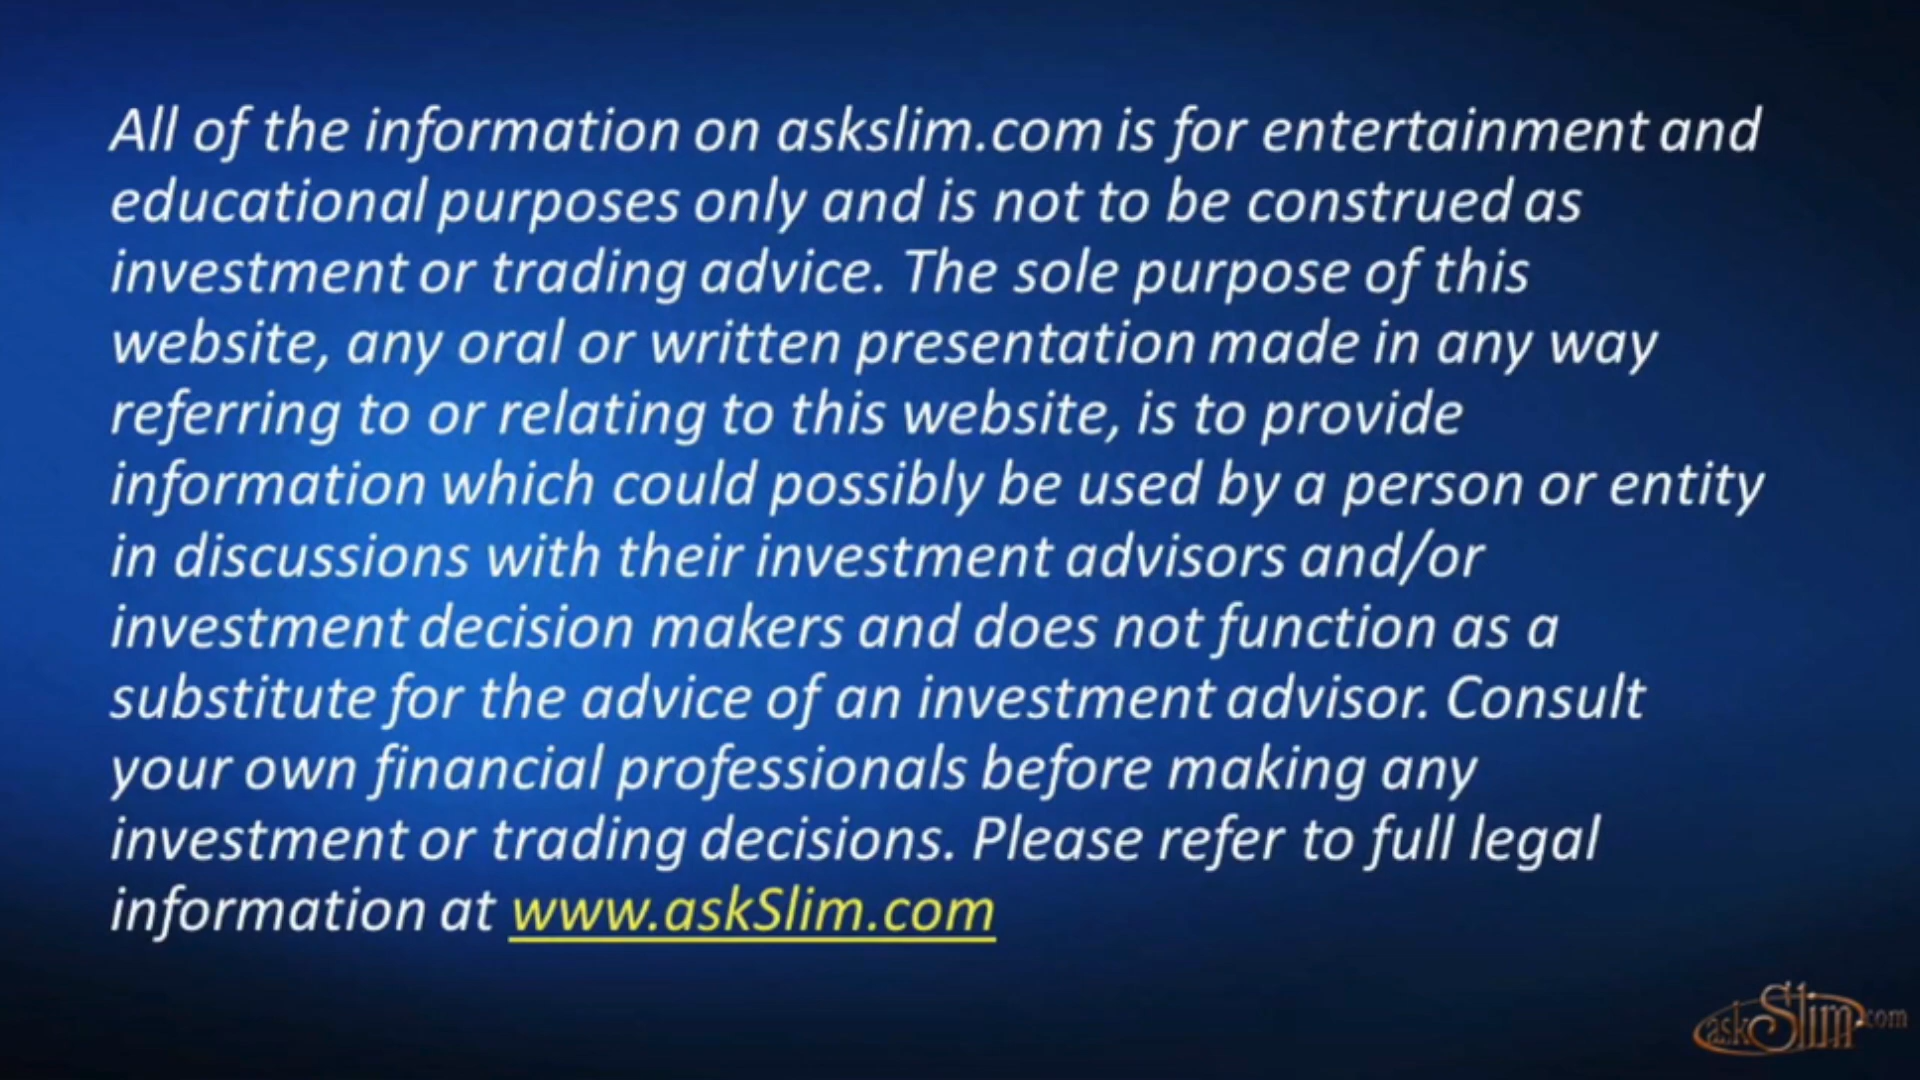 All of the information on askslim.com is for entertainment and
educational purposes only and is not to be construed as
investment or trading advice. The sole purpose of this
website, any oral or written presentation made in any way
referring to or relating to this website, is to provide
information which could possibly be used by a person or entity
in discussions with their investment advisors and/or
investment decision makers and does not function as a
substitute for the advice of an investment advisor. Consult
your own financial professionals before making any
investment or trading decisions. Please refer to full legal
information at www.askSlim.com
askSlim.com